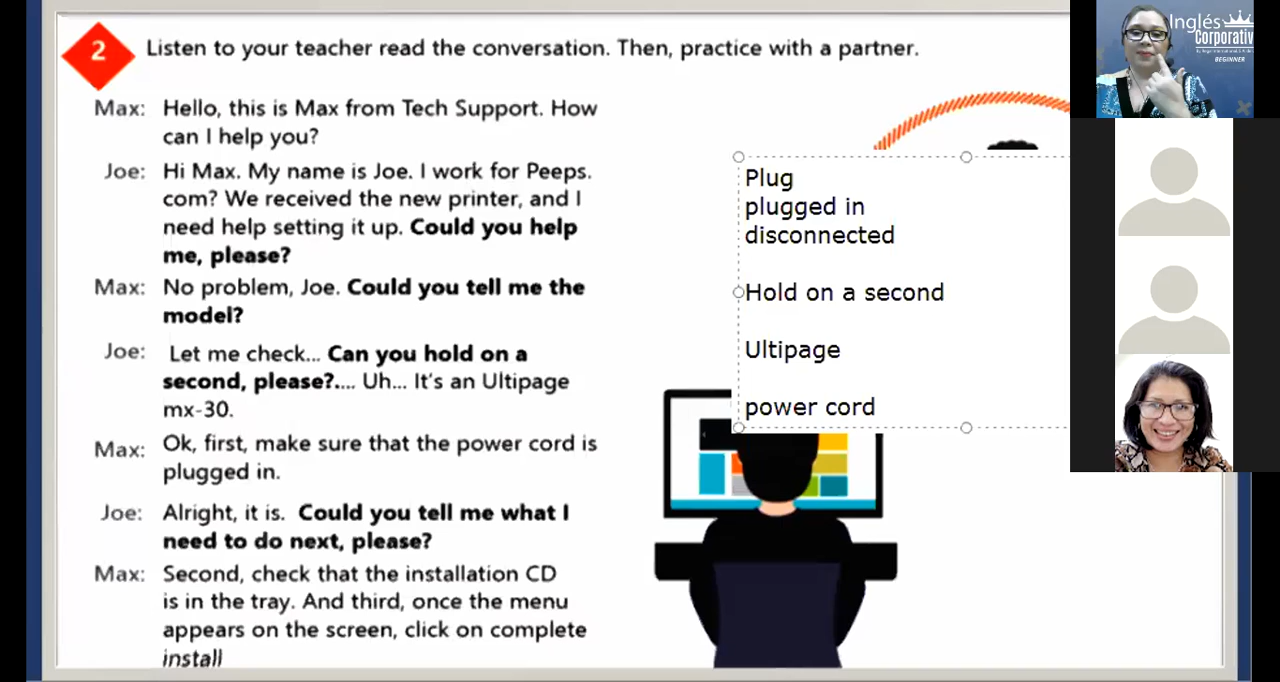 2
Listen to your teacher read the conversation. Then, practice with a partner.
Max: Hello, this is Max from Tech Support. How
can I help you?
Joe: Hi Max. My name is Joe. I work for Peeps.
com? We received the new printer, and I
need help setting it up. Could you help
me, please?
Max: No problem, Joe. Could you tell me the
model?
Joe: Let me check... Can you hold on a
second, please?.... Uh... It's an Ultipage
mx-30.
Max: Ok, first, make sure that the power cord is
plugged in.
Joe: Alright, it is. Could you tell me what I
need to do next, please?
Max: Second, check that the installation CD
is in the tray. And third, once the menu
appears on the screen, click on complete
install
Plug
plugged in
disconnected
Hold on a second
Ultipage
power cord
Inglés
Corporativ
BEGINNER